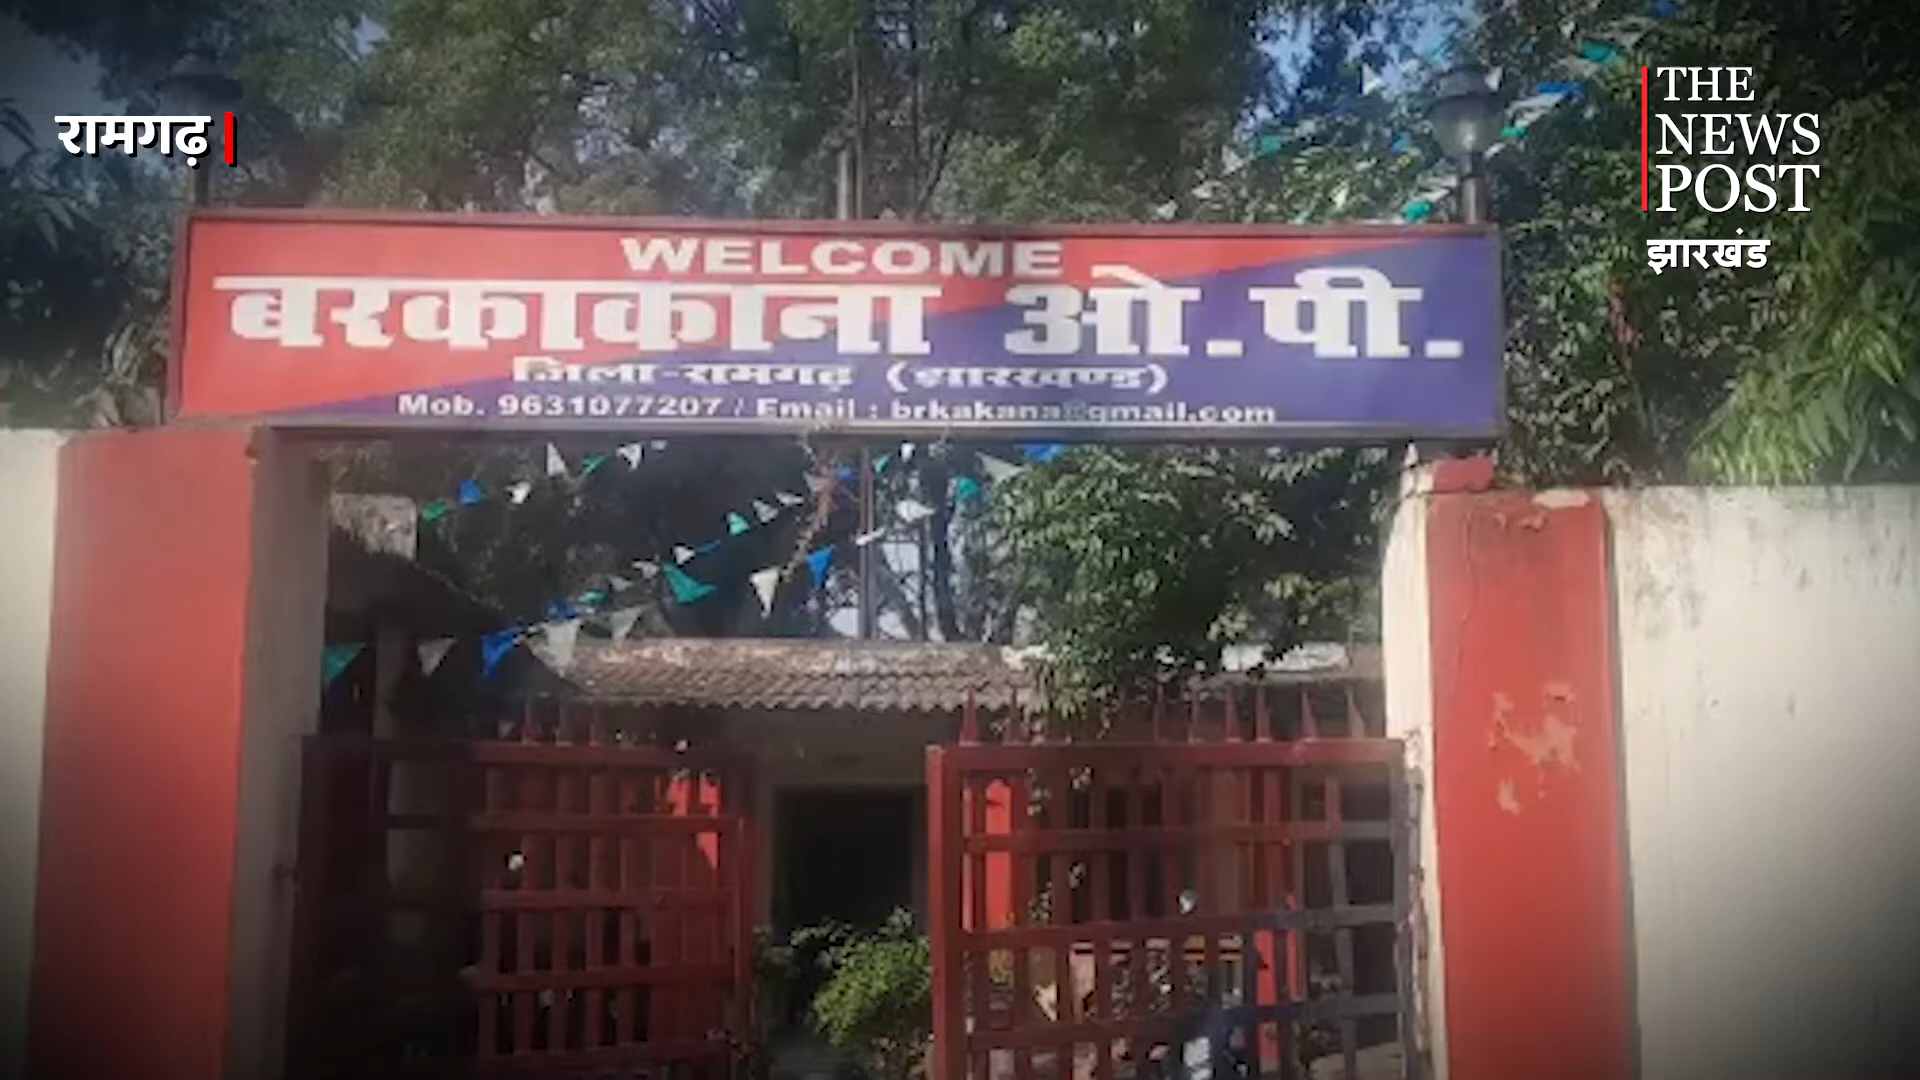 रामगढ़
THE
NEWS
POST
झारखंड
WELCOME
बरकाकाना ओ.पी.
जिला-रामगढ़ (झारखण्ड)
Mob. 9631077207 / Email : brkakana@gmail.com